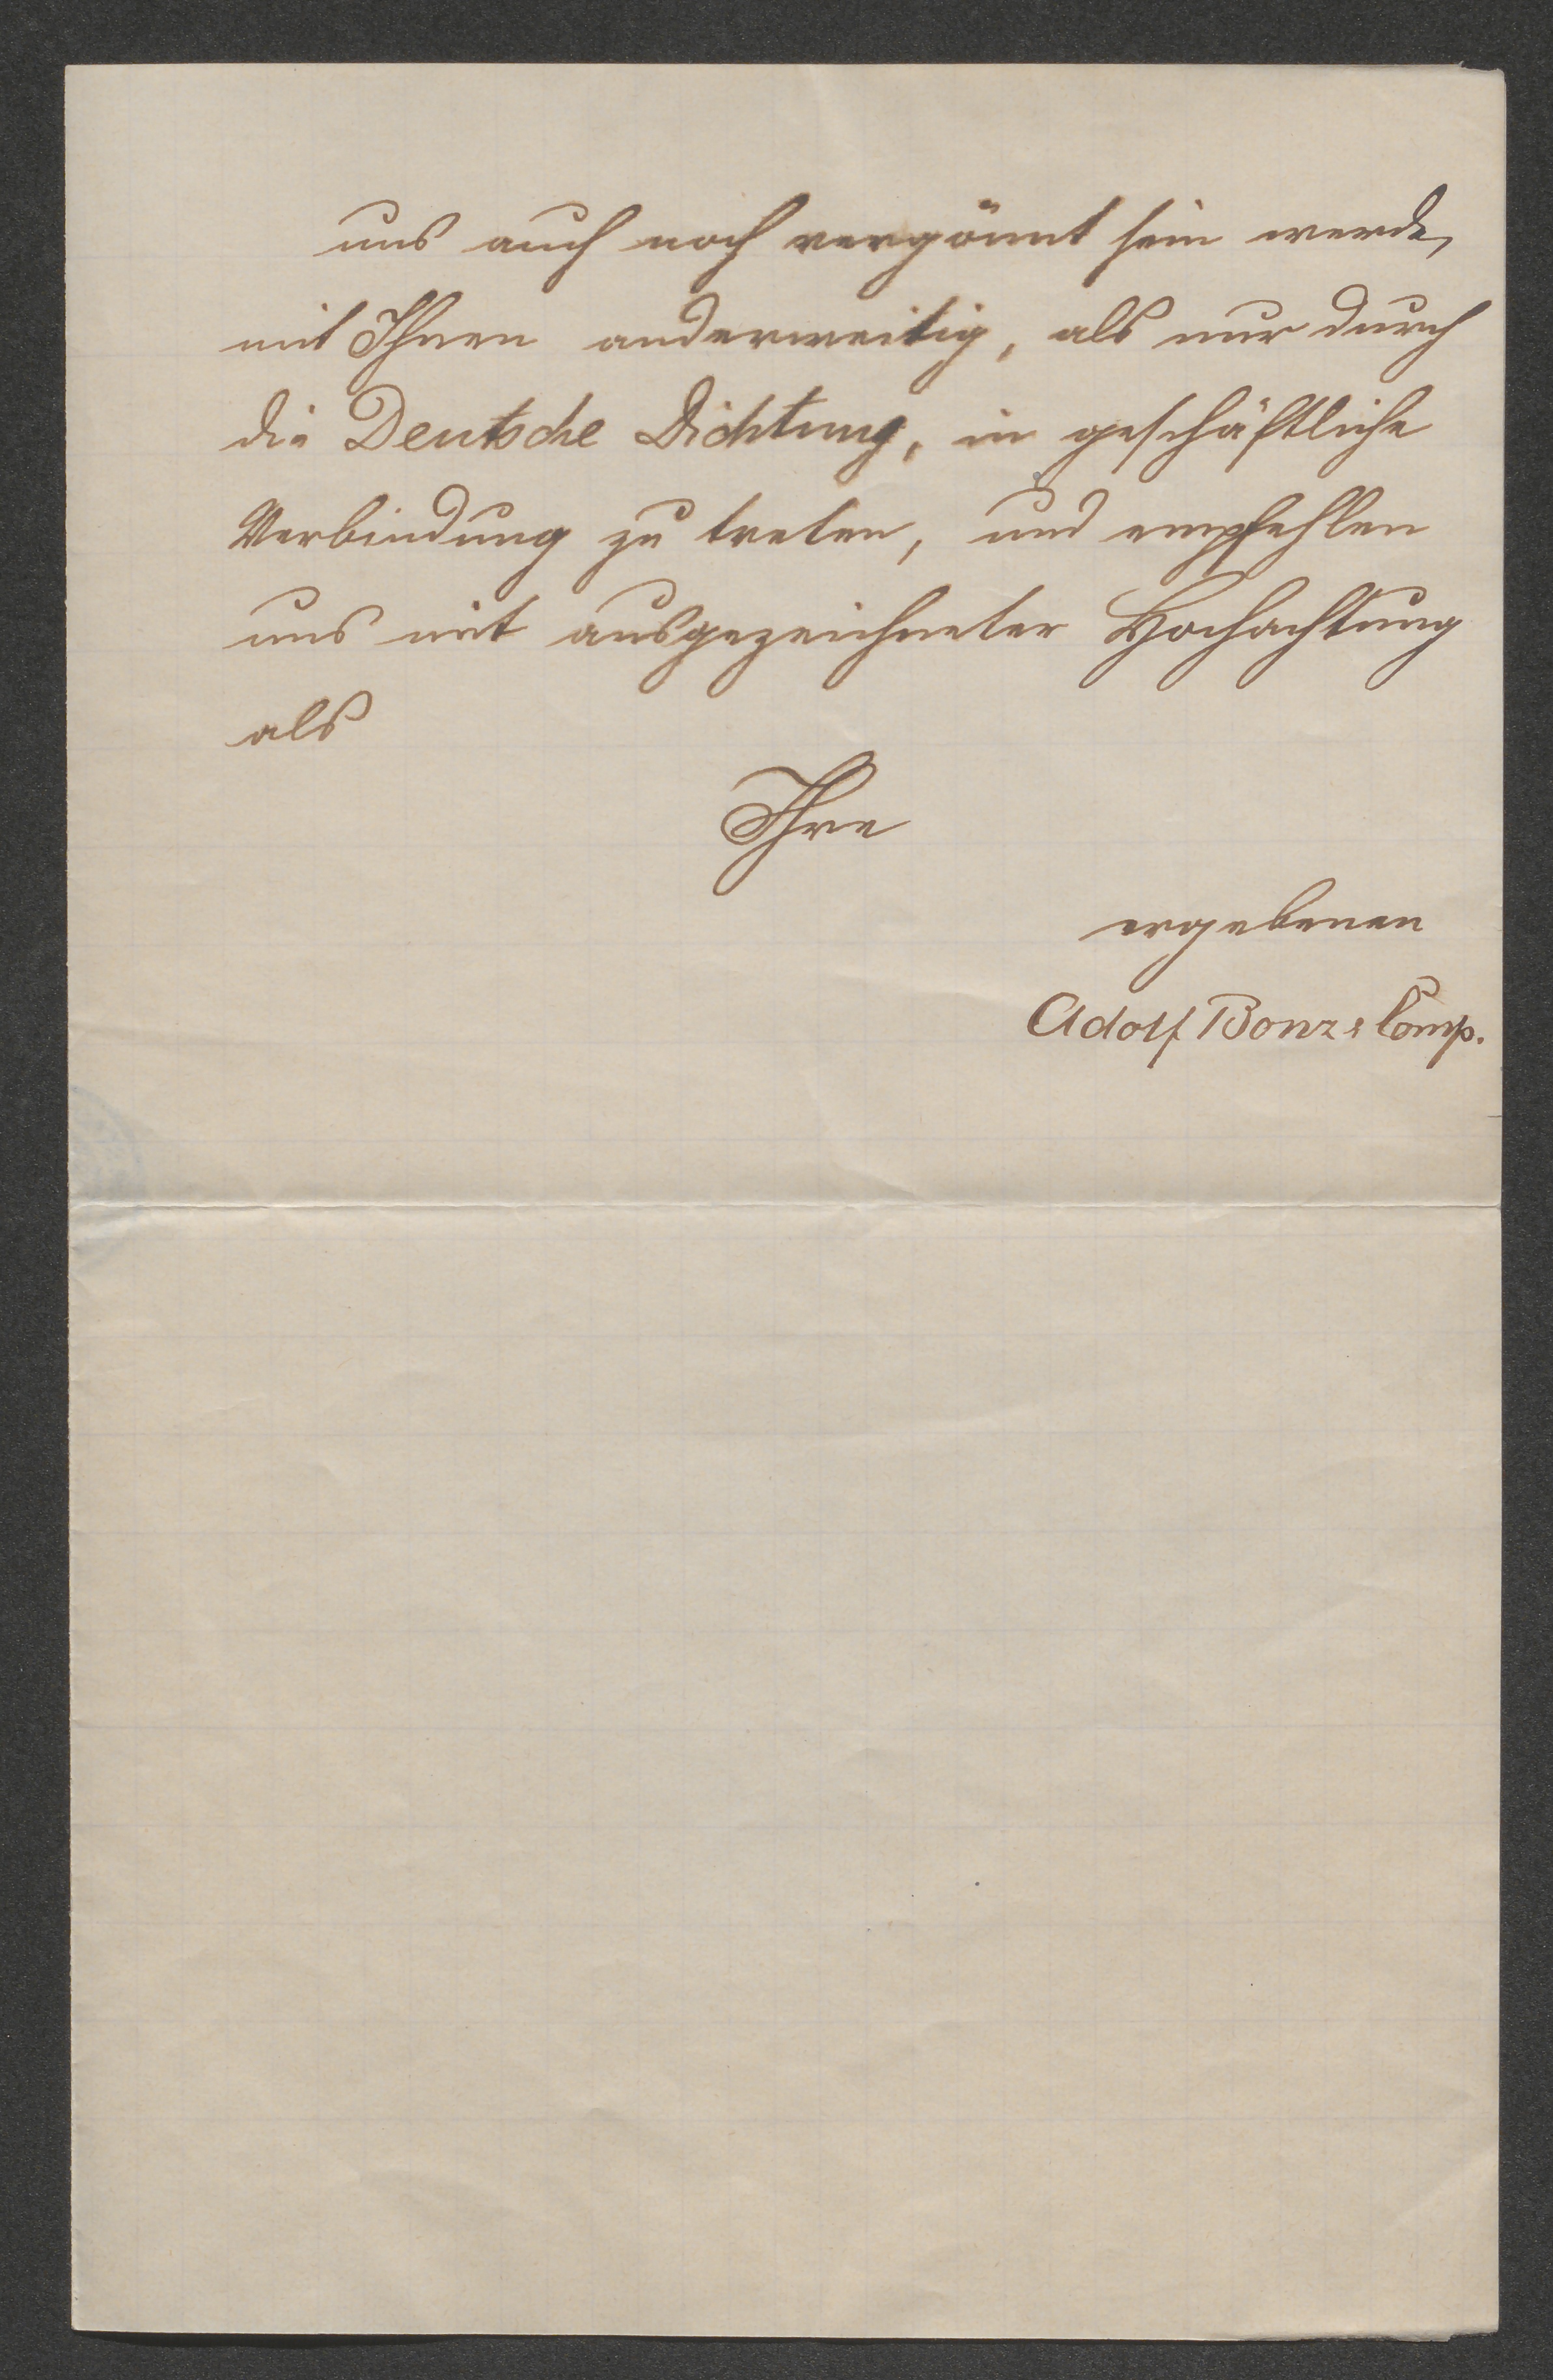 uns auch noch vergönnt sein werde,
mit Ihnen anderweitig, als nur durch
die Deutsche Dichtung, in geschäftliche
Verbindung zu treten, und empfehlen
uns mit ausgezeichneter Hochachtung
als
Ihre
ergebenen
Adolf Bonz & Comp.